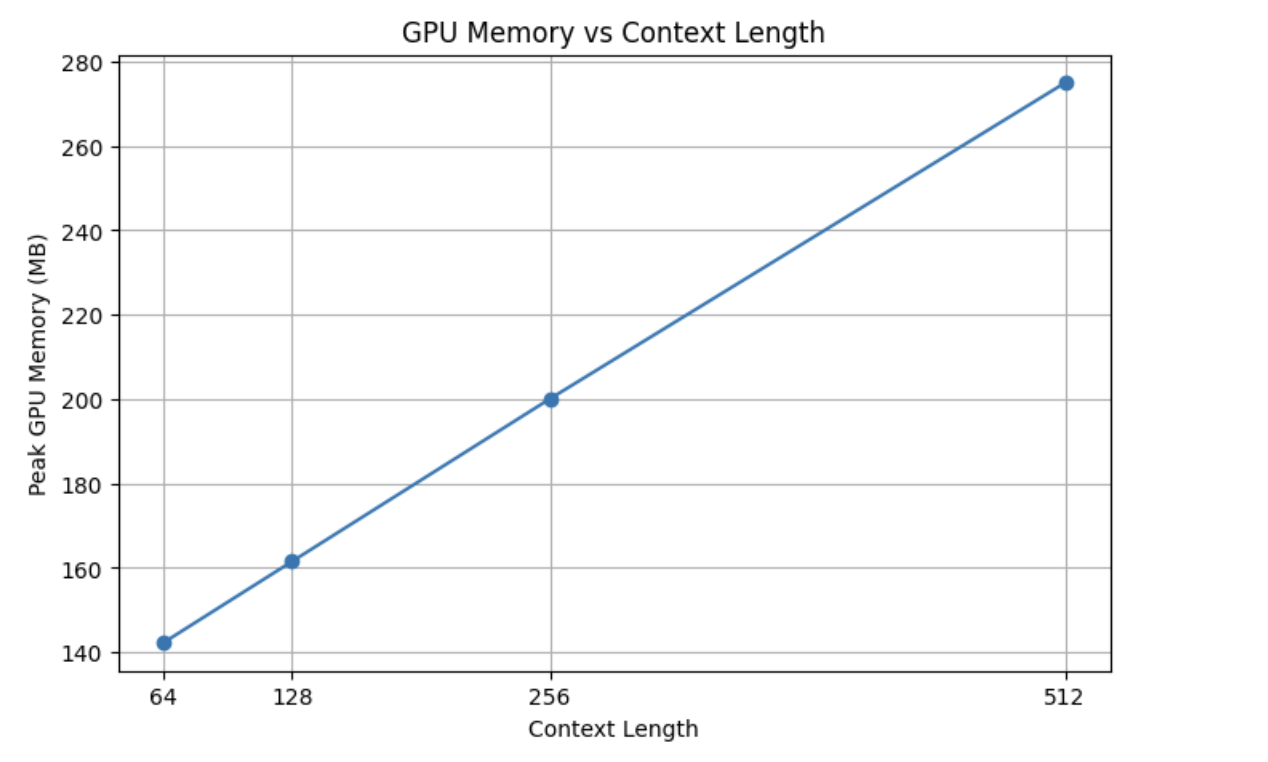 GPU Memory vs Context Length
280
260
240
220
200
180
160
140
Peak GPU Memory (MB)
64 128 256 512
Context Length